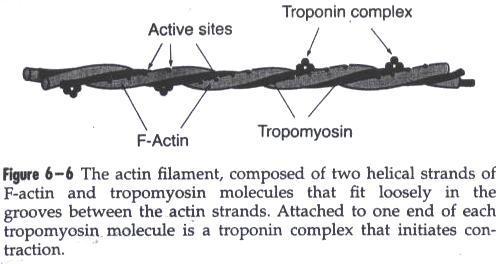 Troponin complex
Active sites
F-Actin
Tropomyosin
Figure 6–6 The actin filament, composed of two helical strands of
F-actin and tropomyosin molecules that fit loosely in the
grooves between the actin strands. Attached to one end of each
tropomyosin molecule is a troponin complex that initiates con-
traction.